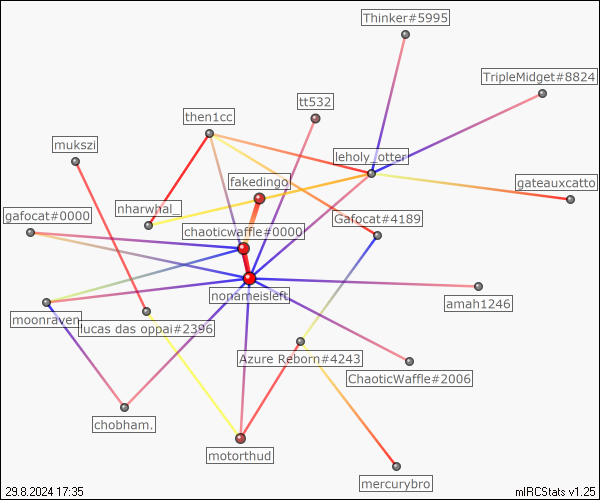 Thinker#5995
TripleMidget#8824
tt532
then1cc
mukszi
leholy_otter
fakedingo
gateauxcatto
nharwhal_
gafocat#0000
Gafocat#4189
chaoticwaffle#0000
nonameisleft
amah1246
moonraven
lucas das oppai#2396
Azure Reborn#4243
ChaoticWaffle#2006
chobham.
motorthud
mercurybro
29.8.2024 17:35
mIRCStats v1.25